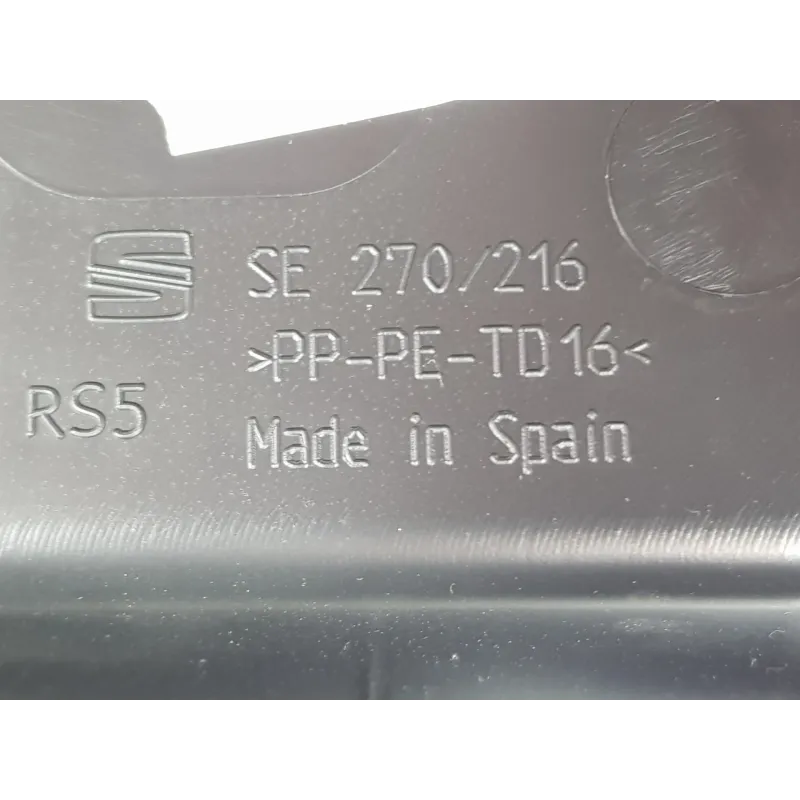 SE 270/216
>PP-PE-TD16<
RS5
Made in Spain